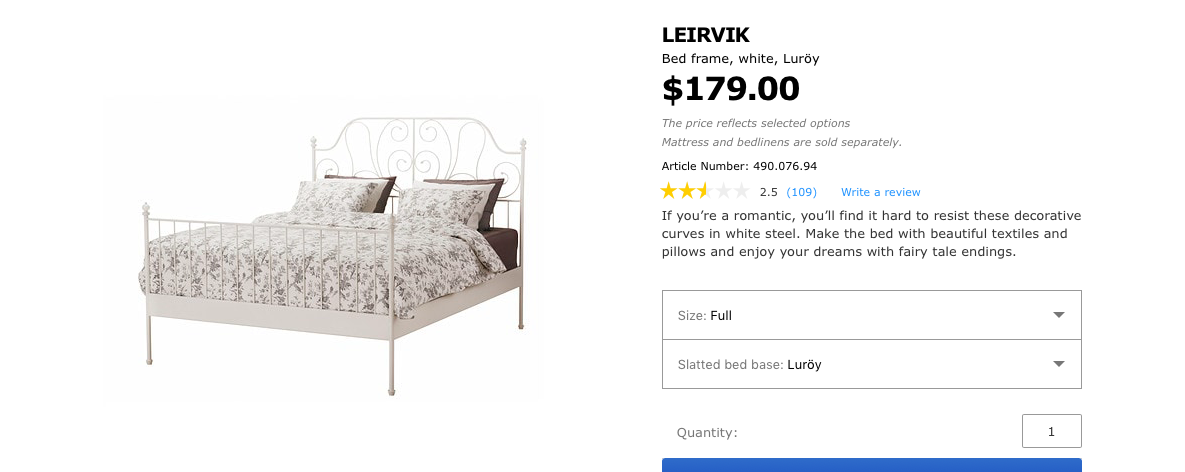 LEIRVIK
Bed frame, white, Luröy
$179.00
The price reflects selected options
Mattress and bedlinens are sold separately.
Article Number: 490.076.94
2.5 (109) Write a review
If you’re a romantic, you’ll find it hard to resist these decorative
curves in white steel. Make the bed with beautiful textiles and
pillows and enjoy your dreams with fairy tale endings.
Size: Full
Slatted bed base: Luröy
Quantity: 1